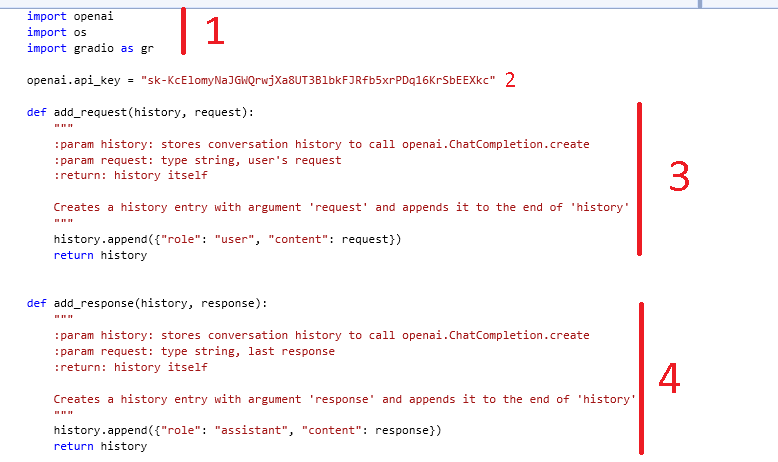 import openai
import os
import gradio as gr
1
openai.api_key = "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" 2
def add_request(history, request):
"""
:param history: stores conversation history to call openai.ChatCompletion.create
:param request: type string, user's request
:return: history itself
3
Creates a history entry with argument 'request' and appends it to the end of 'history'
"""
history.append({"role": "user", "content": request})
return history
def add_response(history, response):
"""
:param history: stores conversation history to call openai.ChatCompletion.create
:param request: type string, last response
:return: history itself
4
Creates a history entry with argument 'response' and appends it to the end of 'history'
"""
history.append({"role": "assistant", "content": response})
return history